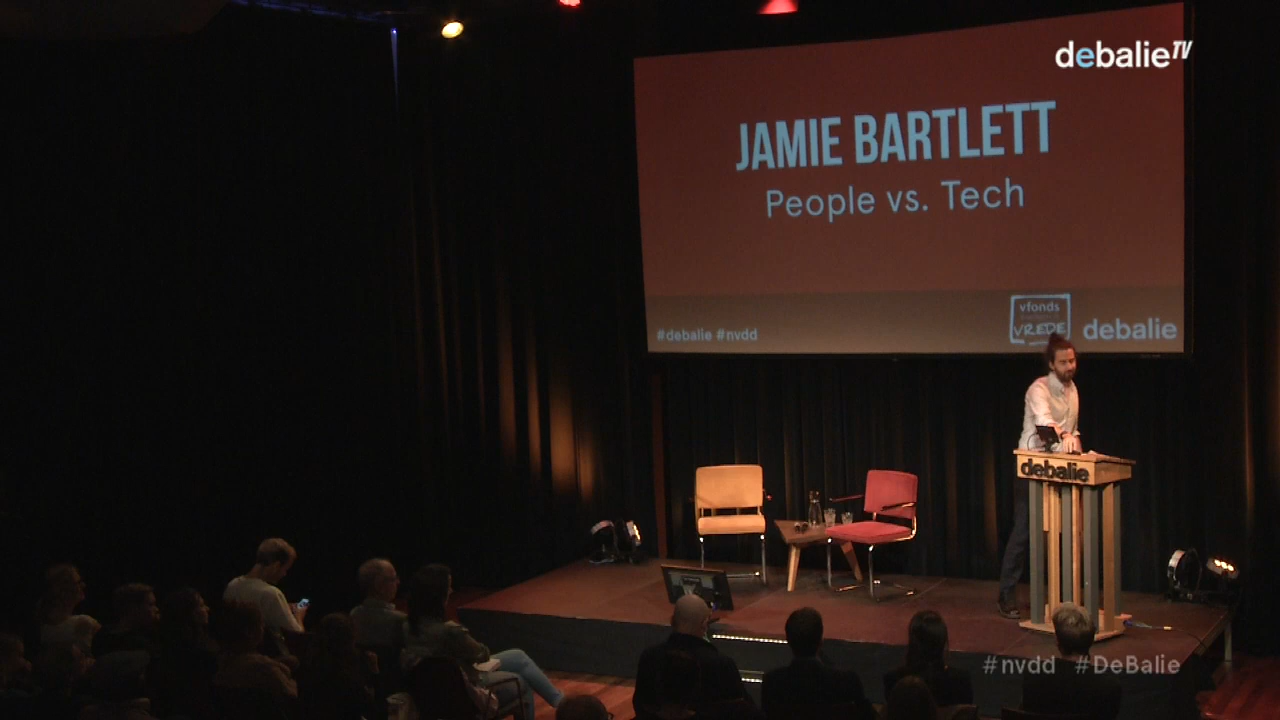 debalieTV
JAMIE BARTLETT
People vs. Tech
#debalie #nvdd
vfonds
VREDE
debalie
debalie
#nvdd #DeBalie